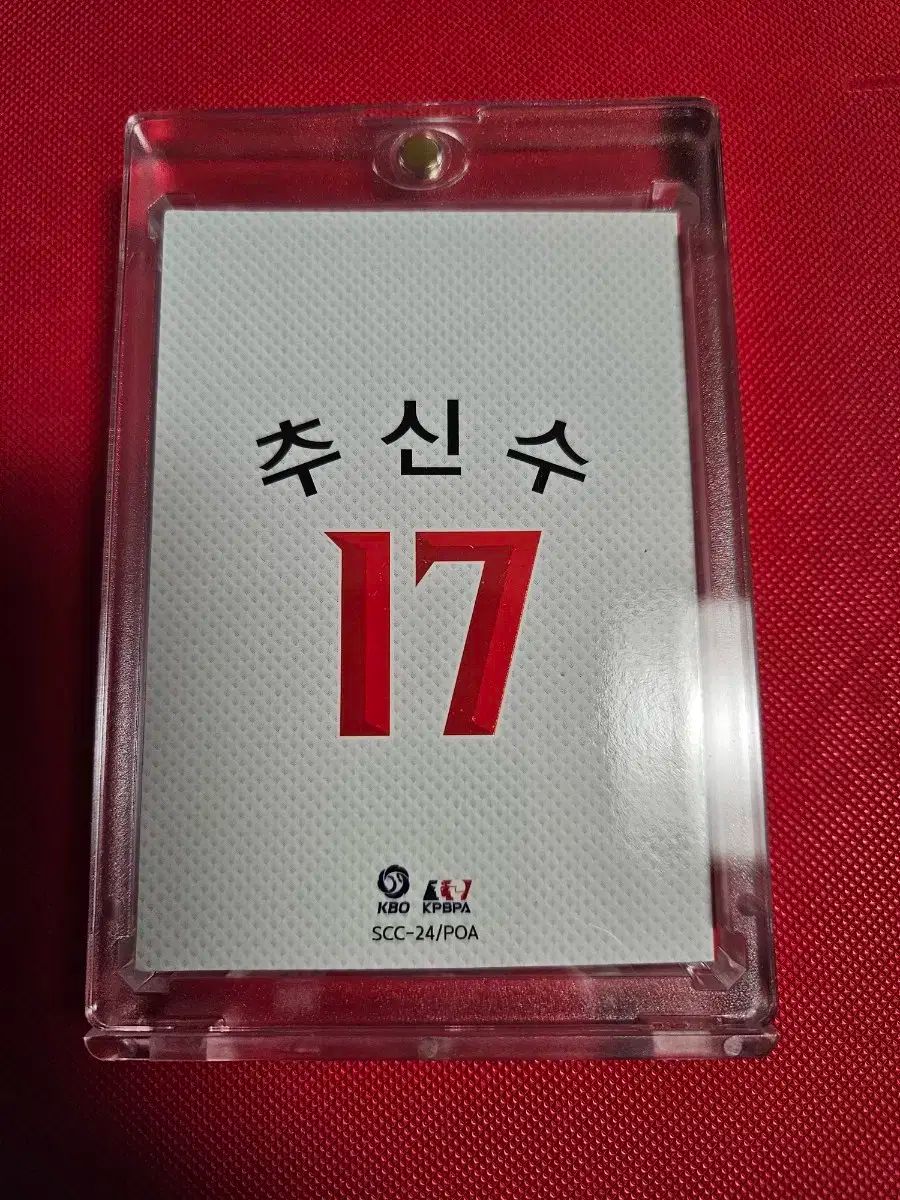 추신수
17
KBO KPBPA
SCC-24/POA